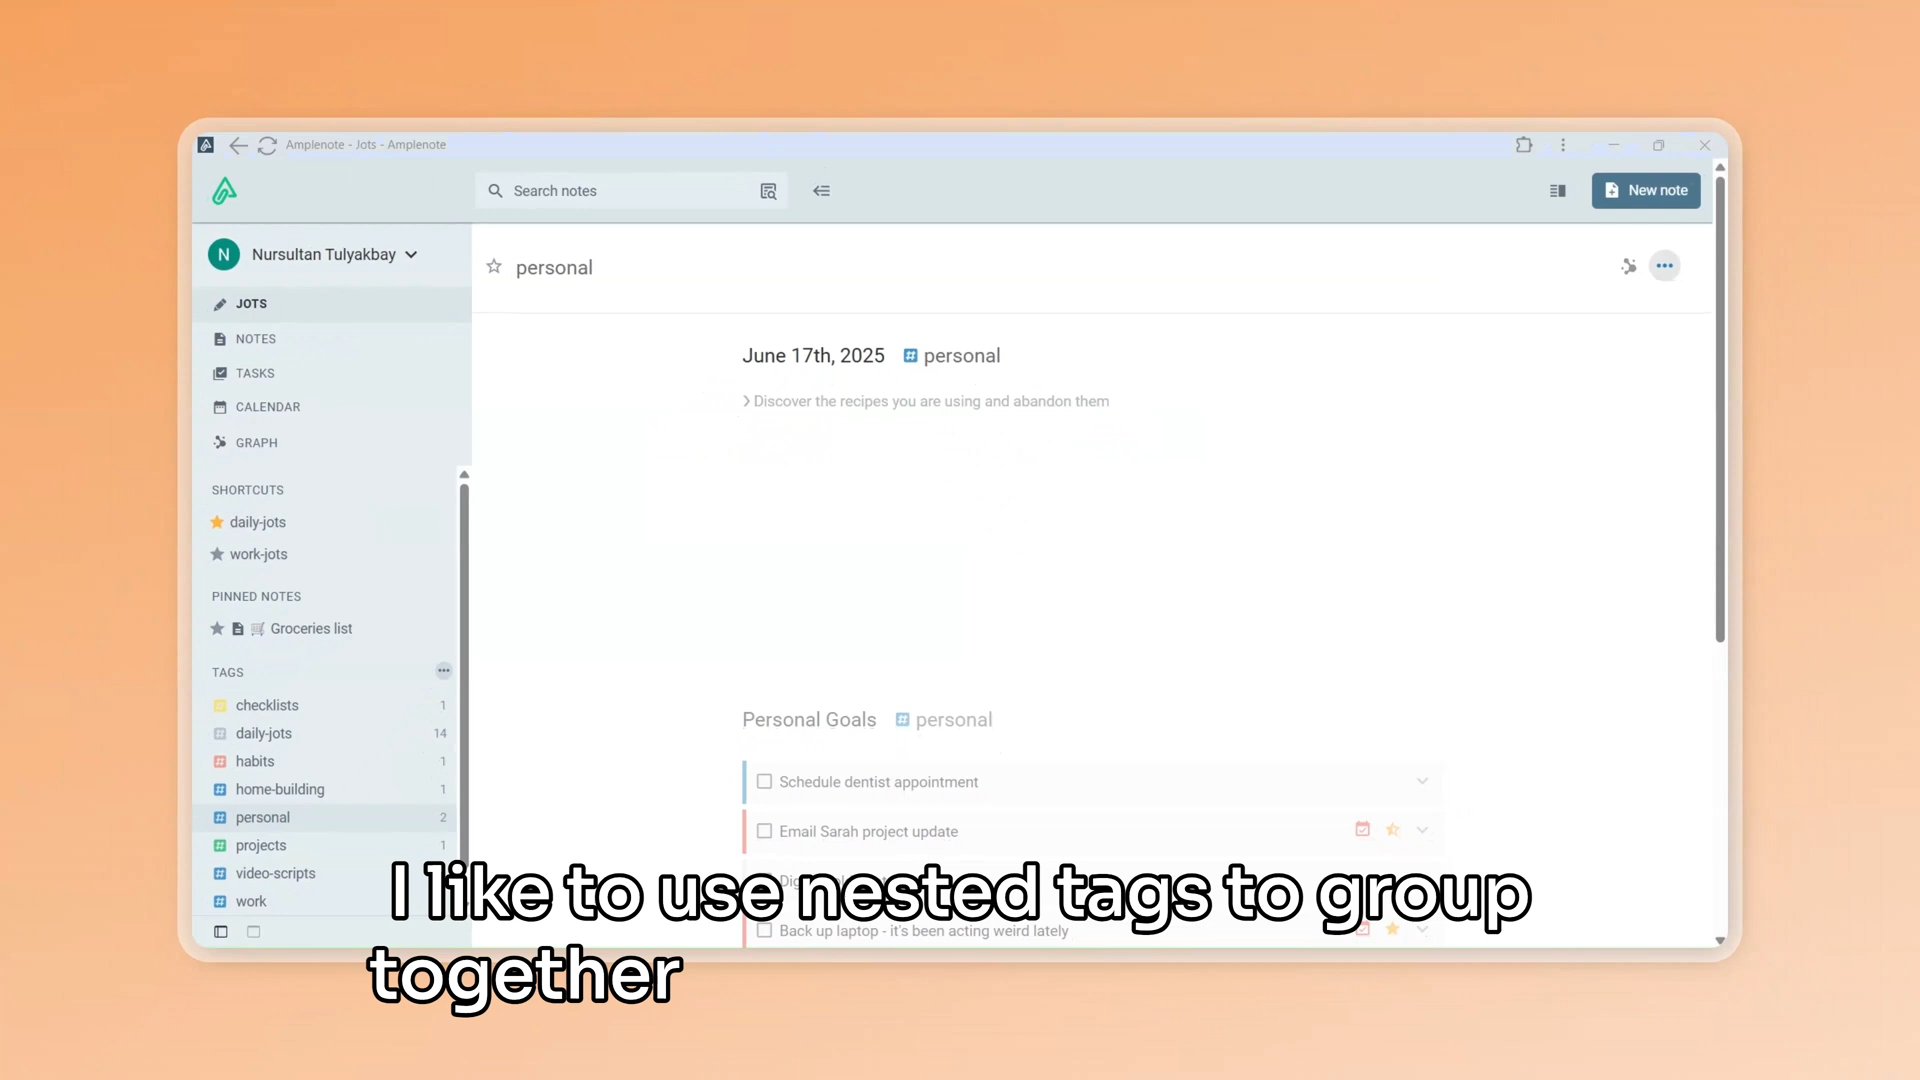 Amplenote - Jots - Amplenote
Search notes
New note
N Nursultan Tulyakbay
JOTS
NOTES
TASKS
CALENDAR
GRAPH
SHORTCUTS
daily-jots
work-jots
PINNED NOTES
Groceries list
TAGS
checklists 1
daily-jots 14
habits 1
home-building 1
personal 2
projects 1
video-scripts
work
personal
June 17th, 2025 personal
Discover the recipes you are using and abandon them
Personal Goals personal
Schedule dentist appointment
Email Sarah project update
Back up laptop - it's been acting weird lately
I like to use nested tags to group
together